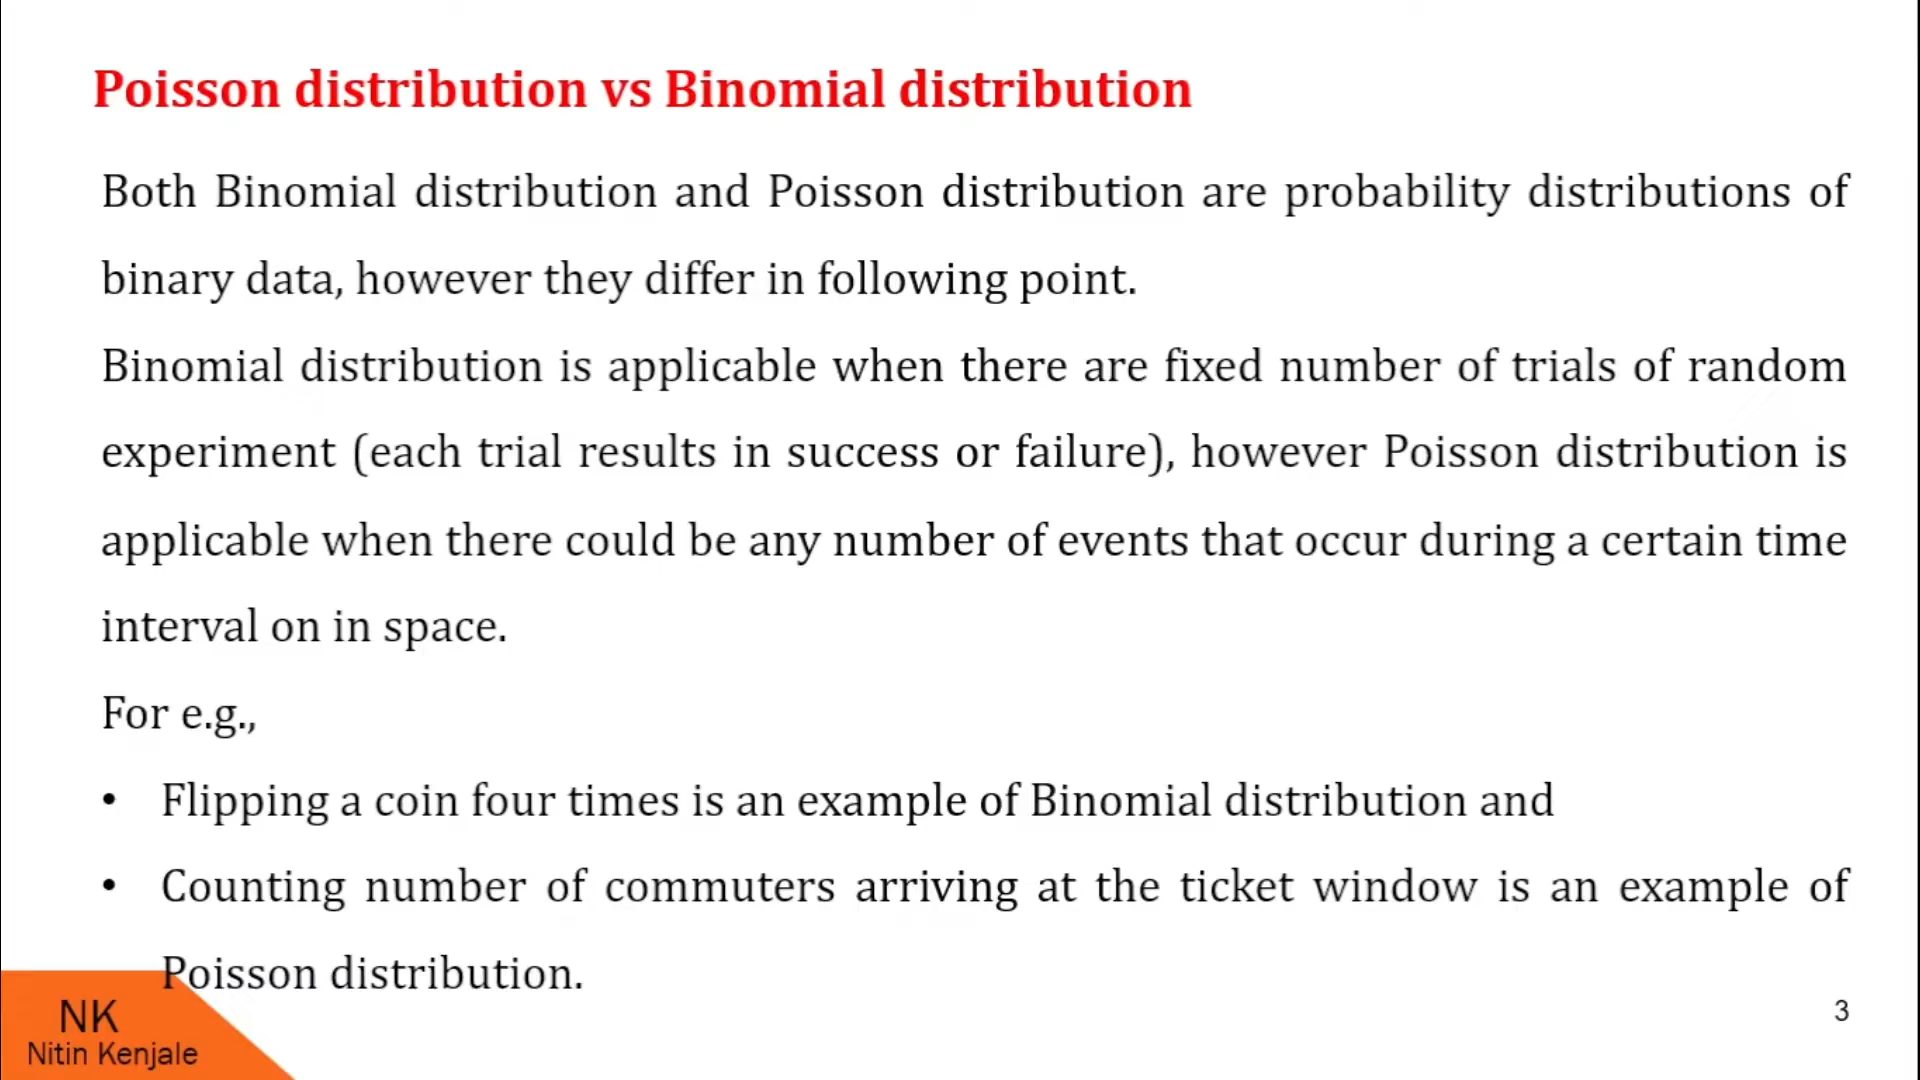 Poisson distribution vs Binomial distribution
Both Binomial distribution and Poisson distribution are probability distributions of
binary data, however they differ in following point.
Binomial distribution is applicable when there are fixed number of trials of random
experiment (each trial results in success or failure), however Poisson distribution is
applicable when there could be any number of events that occur during a certain time
interval on in space.
For e.g.,
• Flipping a coin four times is an example of Binomial distribution and
• Counting number of commuters arriving at the ticket window is an example of
Poisson distribution.
NK
Nitin Kenjale
3